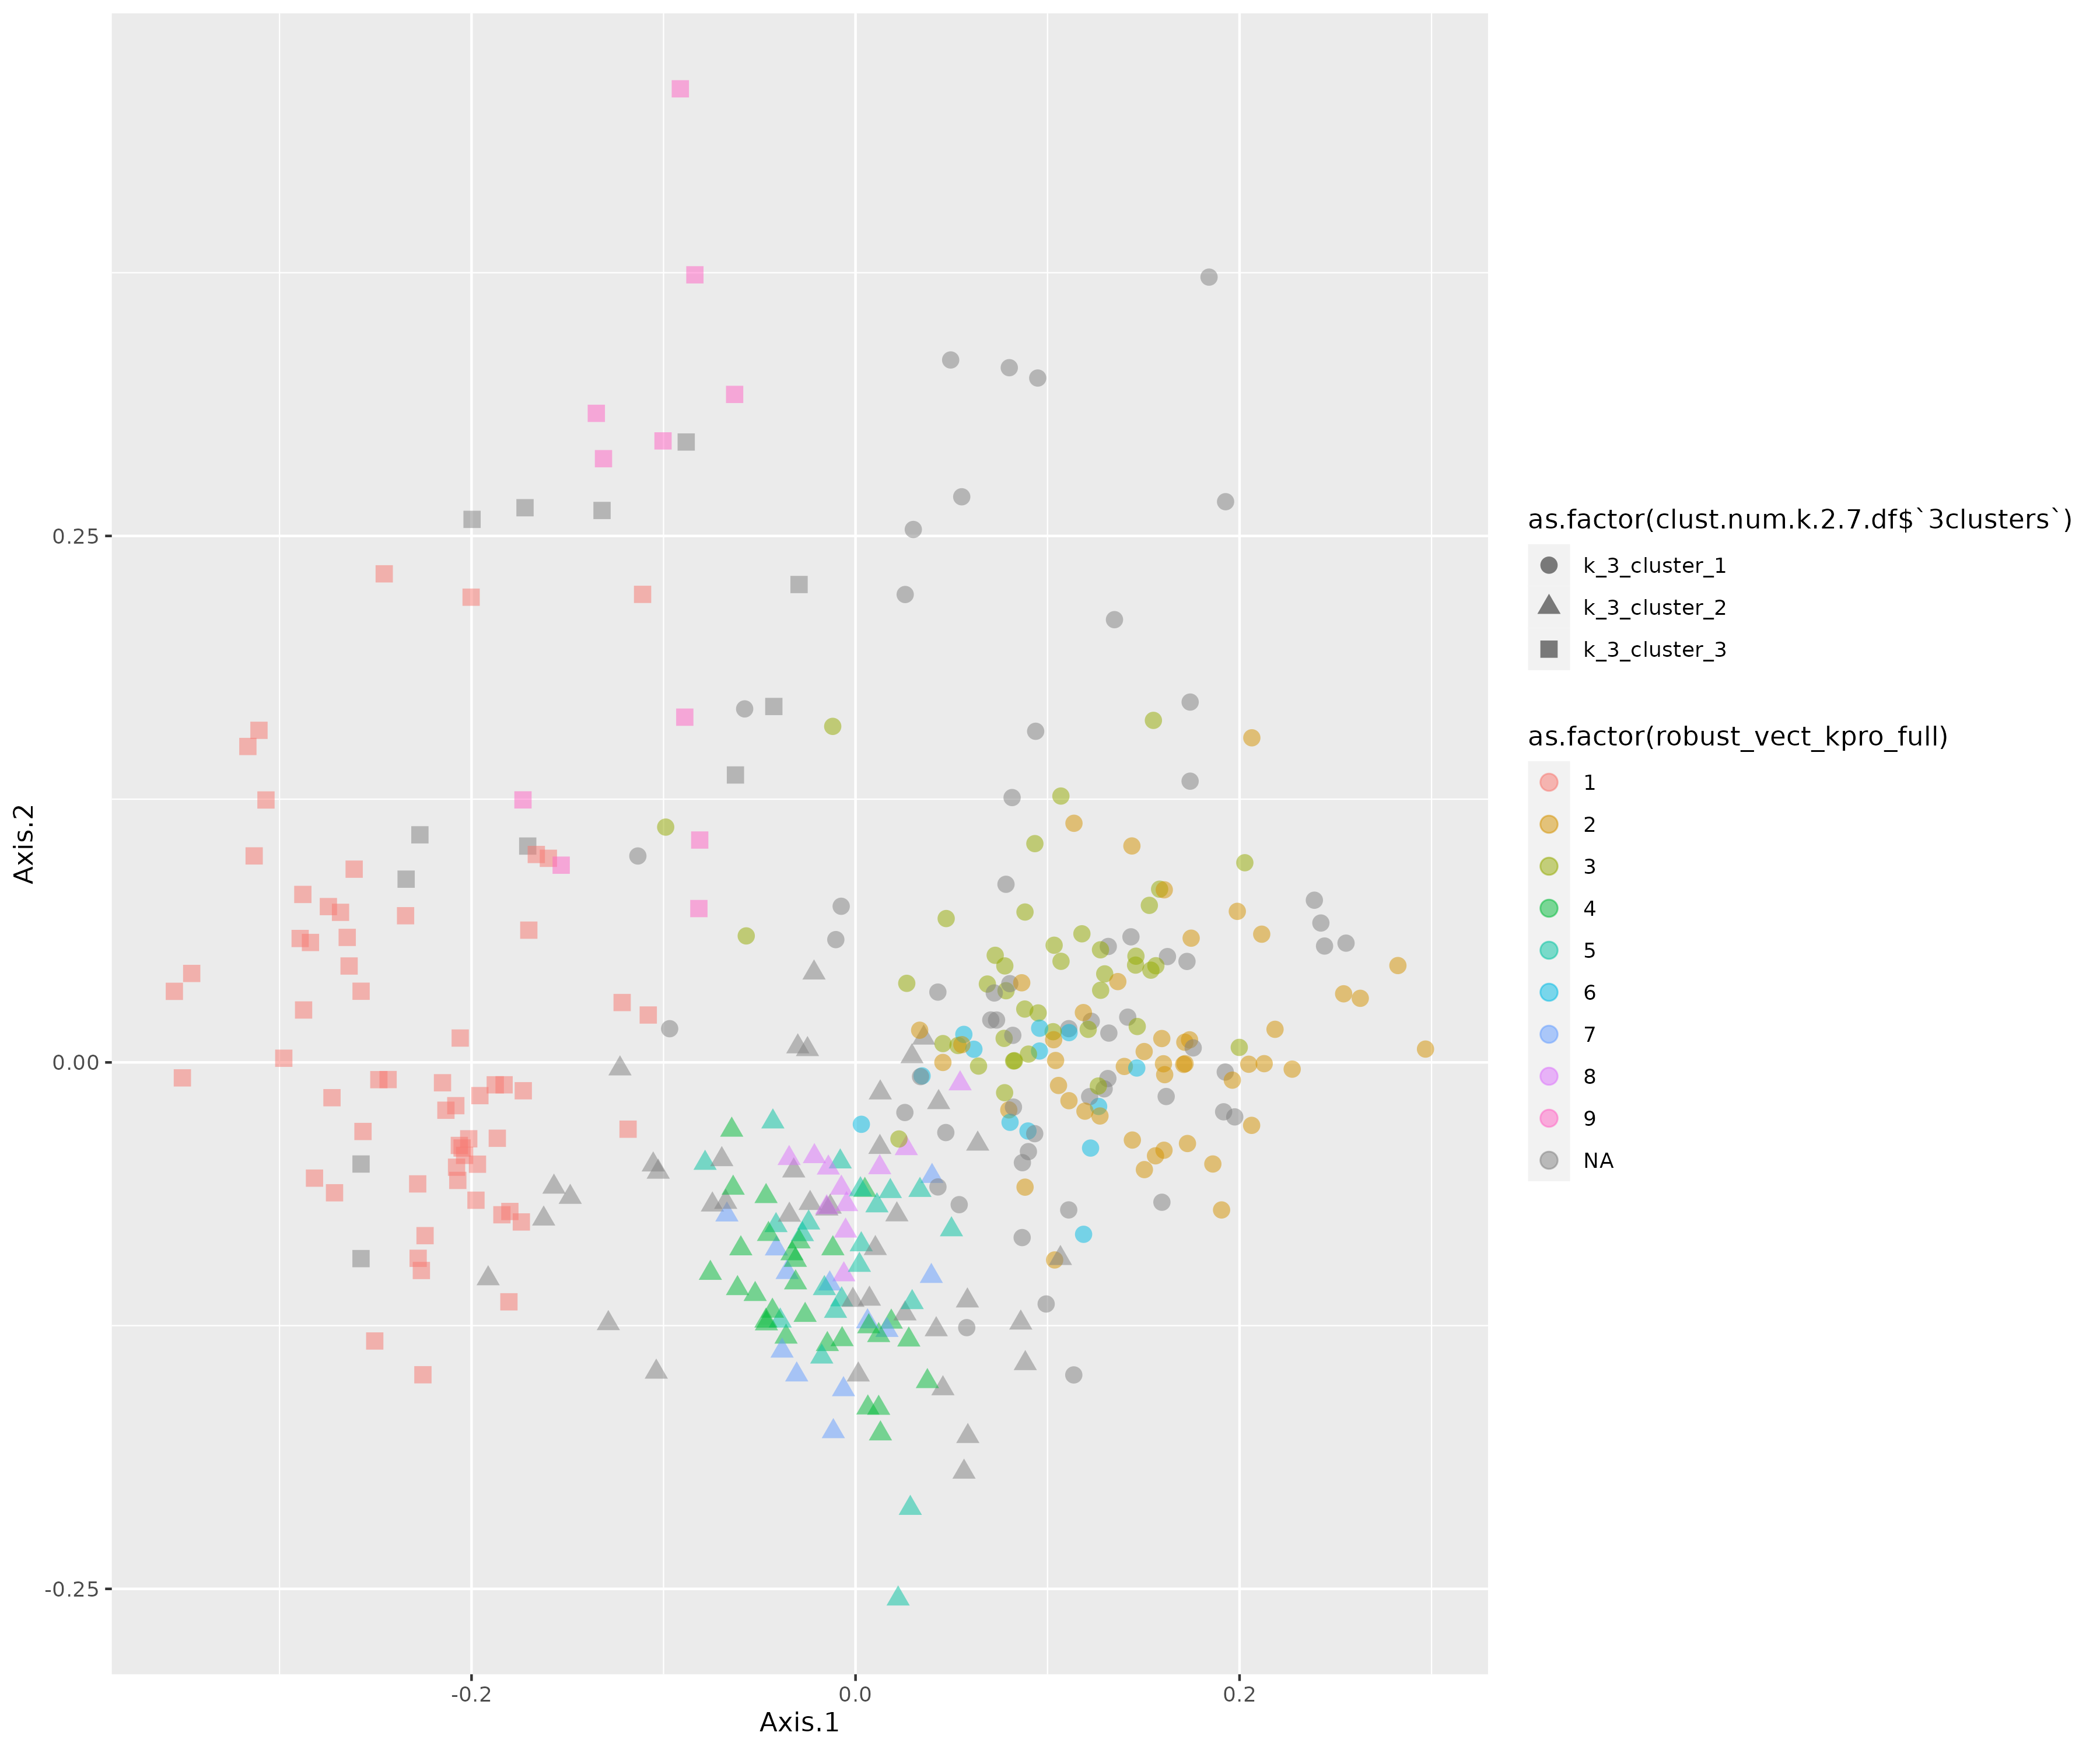 Axis.2
0.25
0.00
-0.25
-0.2
0.0
0.2
Axis.1
as.factor(clust.num.k.2.7.df$`3clusters`)
k_3_cluster_1
k_3_cluster_2
k_3_cluster_3
as.factor(robust_vect_kpro_full)
1
2
3
4
5
6
7
8
9
NA